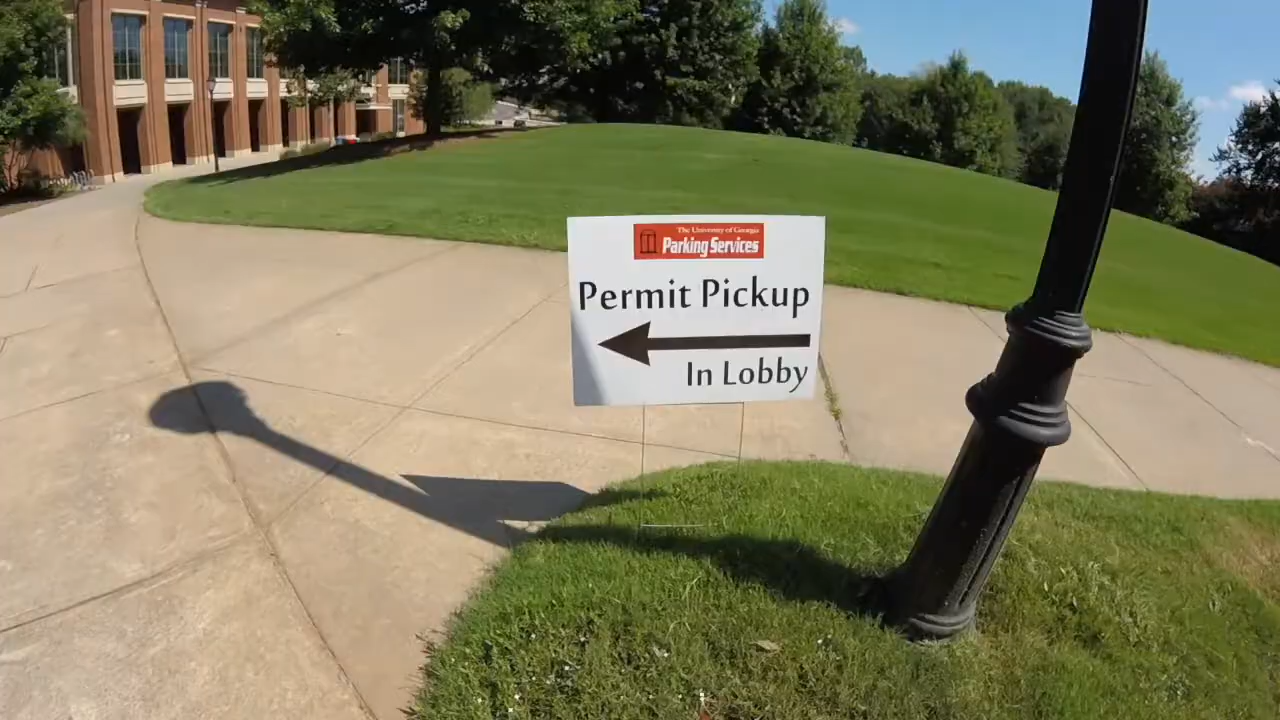 The University of Georgia
Parking Services
Permit Pickup
In Lobby